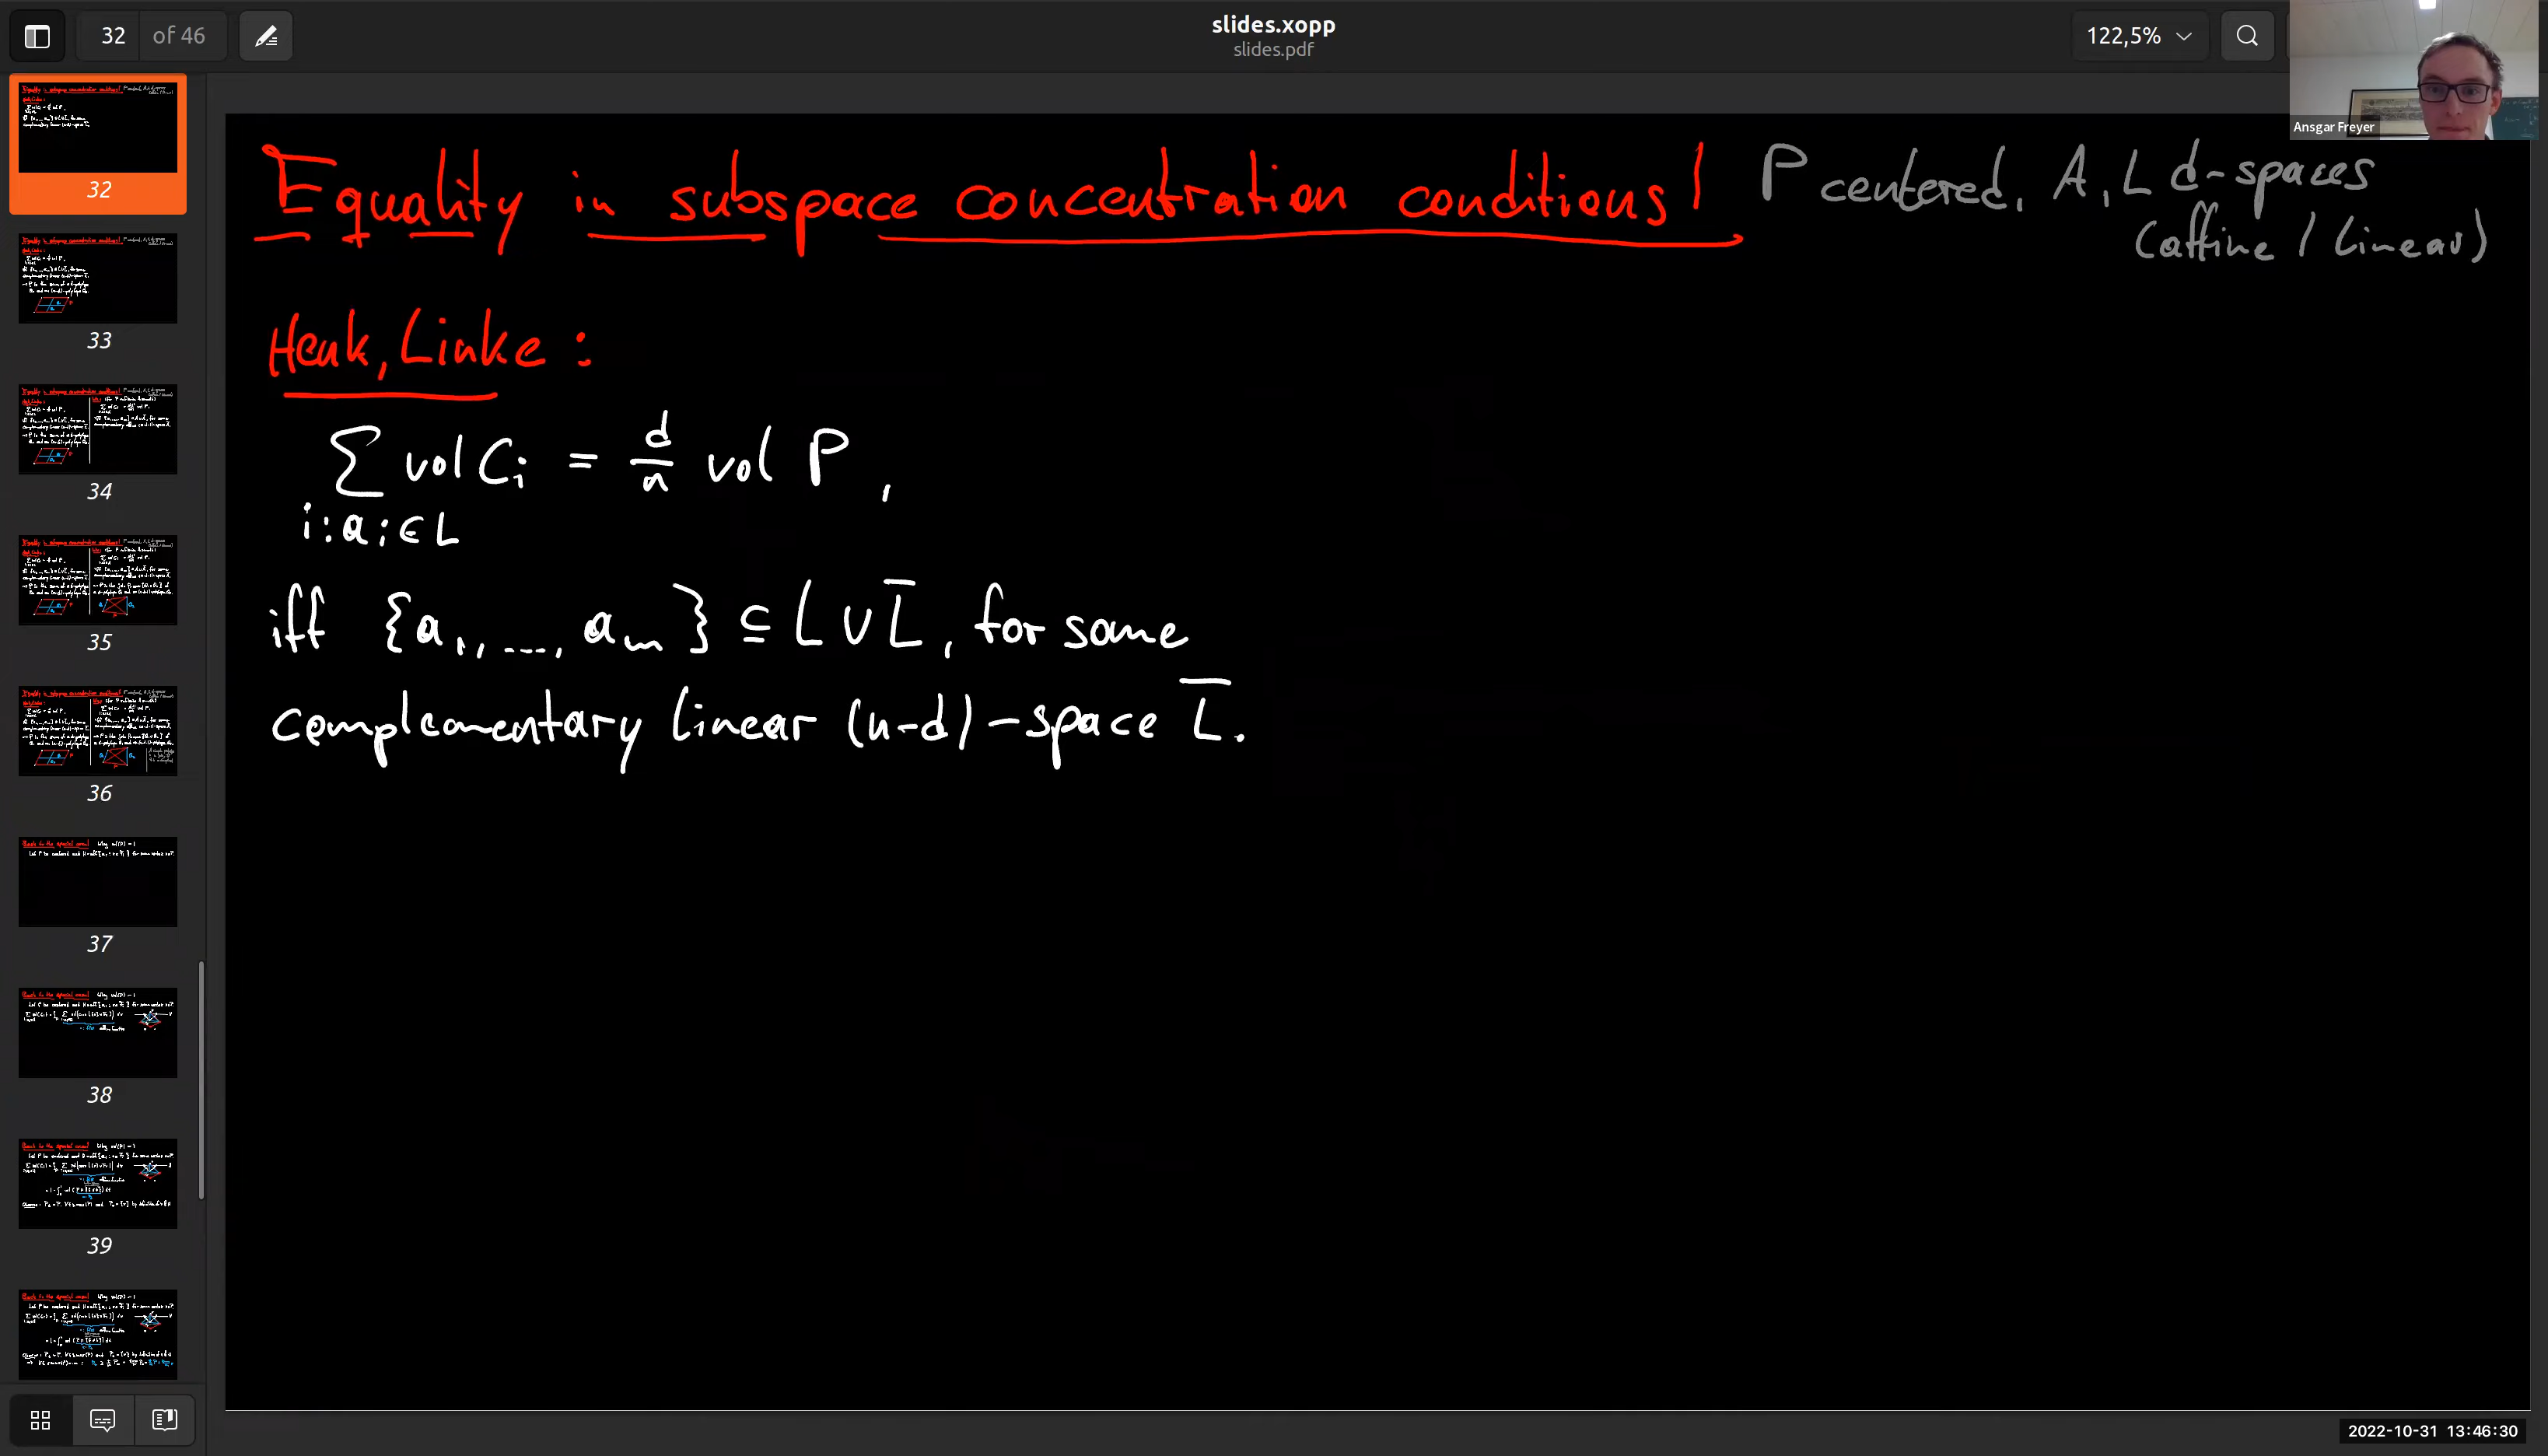 32 of 46
slides.xopp
slides.pdf
122,5%
Ansgar Freyer
Equality in subspace concentration conditions! P centered, A, L d-spaces
(affine / linear)
Henk, Linke:
∑ vol Cᵢ = d/n vol P,
i: aᵢ ∈ L
iff {a₁, ..., aₘ} ⊆ L ∪ L̅, for some
complementary linear (n-d)-space L̅.
32
33
34
35
36
37
38
39
2022-10-31 13:46:30